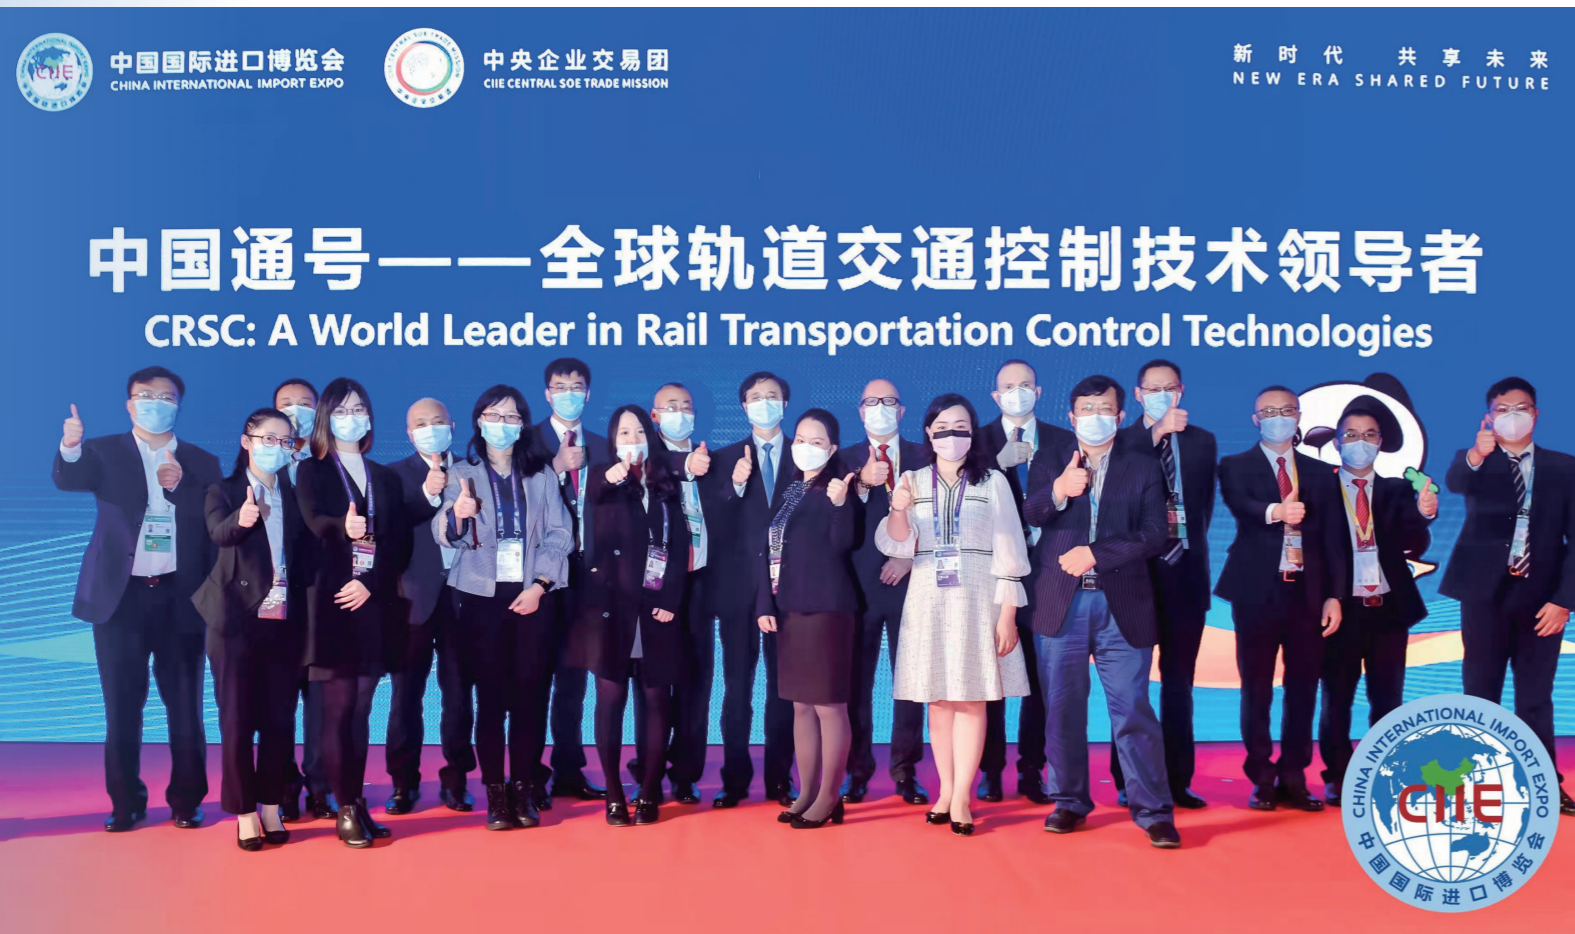 中国国际进口博览会
CHINA INTERNATIONAL IMPORT EXPO
中央企业交易团
CIIE CENTRAL SOE TRADE MISSION
新时代 共享未来
NEW ERA SHARED FUTURE
CIIE
中国通号——全球轨道交通控制技术领导者
CRSC: A World Leader in Rail Transportation Control Technologies
CHINA INTERNATIONAL IMPORT EXPO
CIIE
中国国际进口博览会